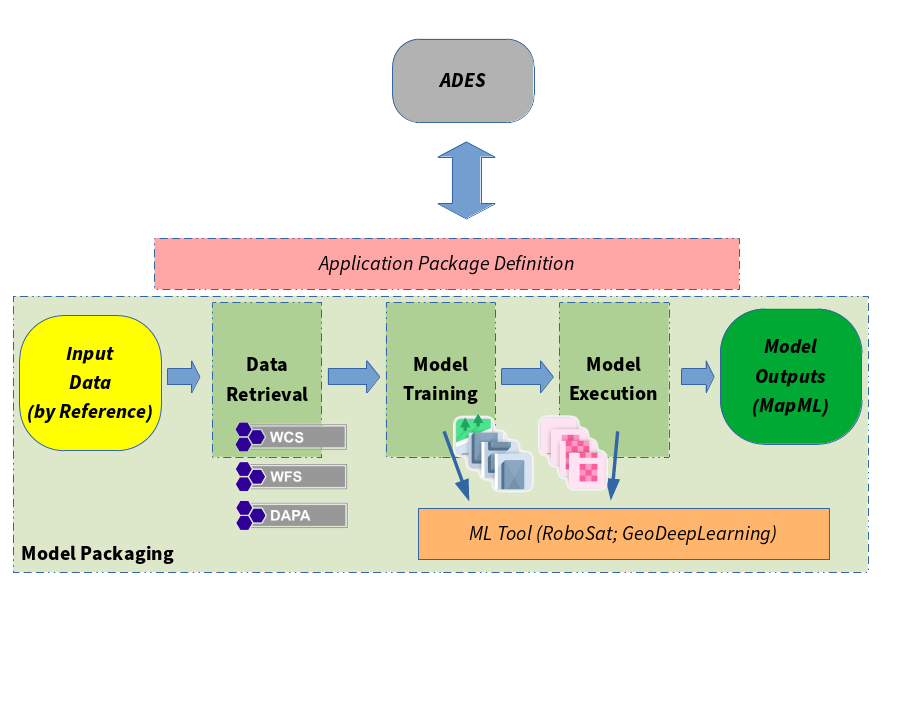 ADES
Application Package Definition
Input
Data
(by Reference)
Data
Retrieval
Model
Training
Model
Execution
Model
Outputs
(MapML)
WCS
WFS
DAPA
ML Tool (RoboSat; GeoDeepLearning)
Model Packaging